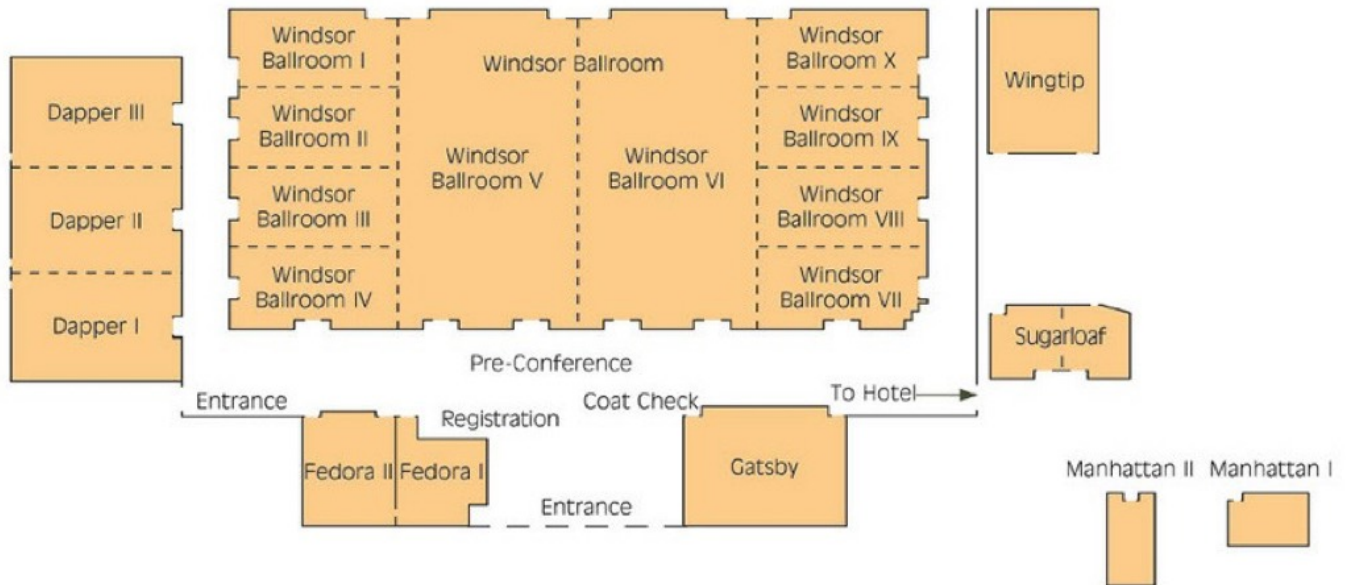 Windsor
Ballroom I
Windsor Ballroom
Windsor
Ballroom X
Wingtip
Dapper III
Windsor
Ballroom II
Windsor
Ballroom V
Windsor
Ballroom VI
Windsor
Ballroom IX
Dapper II
Windsor
Ballroom III
Windsor
Ballroom VIII
Dapper I
Windsor
Ballroom IV
Windsor
Ballroom VII
Sugarloaf
Pre-Conference
Entrance
Coat Check
To Hotel
Registration
Fedora II
Fedora I
Gatsby
Manhattan II
Manhattan I
Entrance